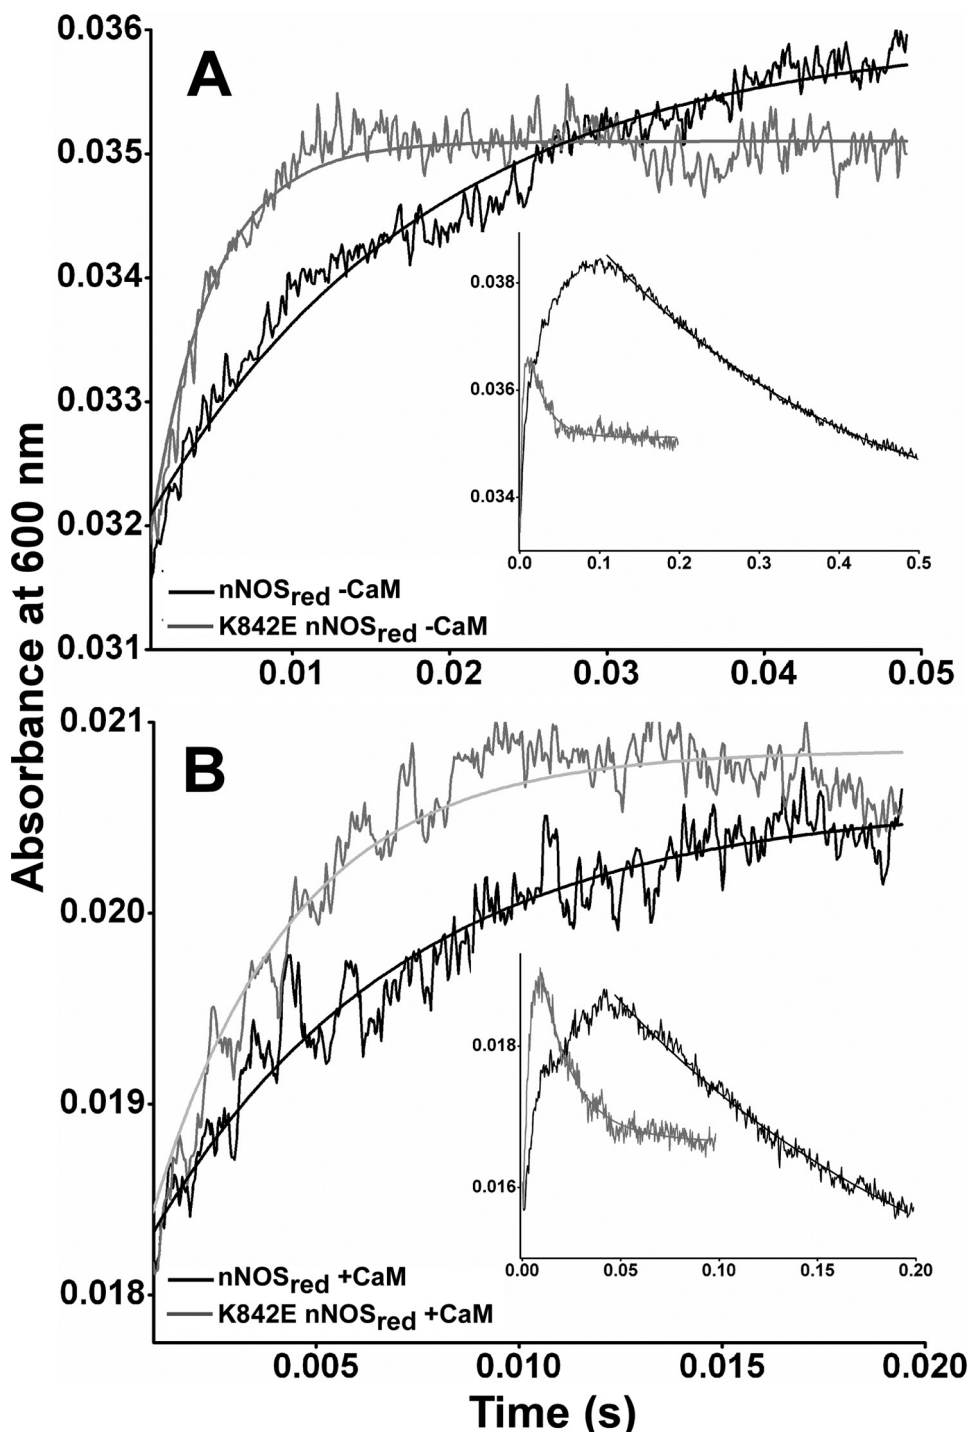 Absorbance at 600 nm
A
0.036
0.035
0.034
0.033
0.032
0.031
0.01 0.02 0.03 0.04 0.05
0.038
0.036
0.034
0.0 0.1 0.2 0.3 0.4 0.5
nNOSred -CaM
K842E nNOSred -CaM
B
0.021
0.020
0.019
0.018
0.005 0.010 0.015 0.020
0.018
0.016
0.00 0.05 0.10 0.15 0.20
nNOSred +CaM
K842E nNOSred +CaM
Time (s)